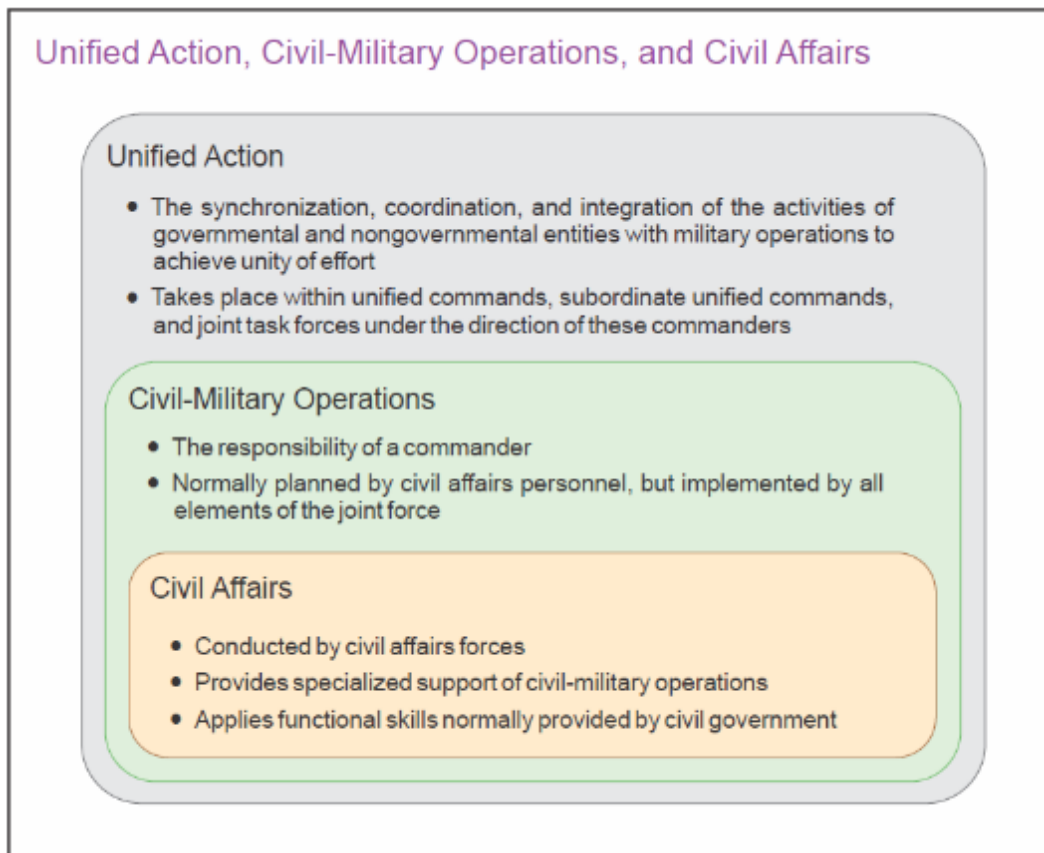 Unified Action, Civil-Military Operations, and Civil Affairs
Unified Action
• The synchronization, coordination, and integration of the activities of
governmental and nongovernmental entities with military operations to
achieve unity of effort
• Takes place within unified commands, subordinate unified commands,
and joint task forces under the direction of these commanders
Civil-Military Operations
• The responsibility of a commander
• Normally planned by civil affairs personnel, but implemented by all
elements of the joint force
Civil Affairs
• Conducted by civil affairs forces
• Provides specialized support of civil-military operations
• Applies functional skills normally provided by civil government